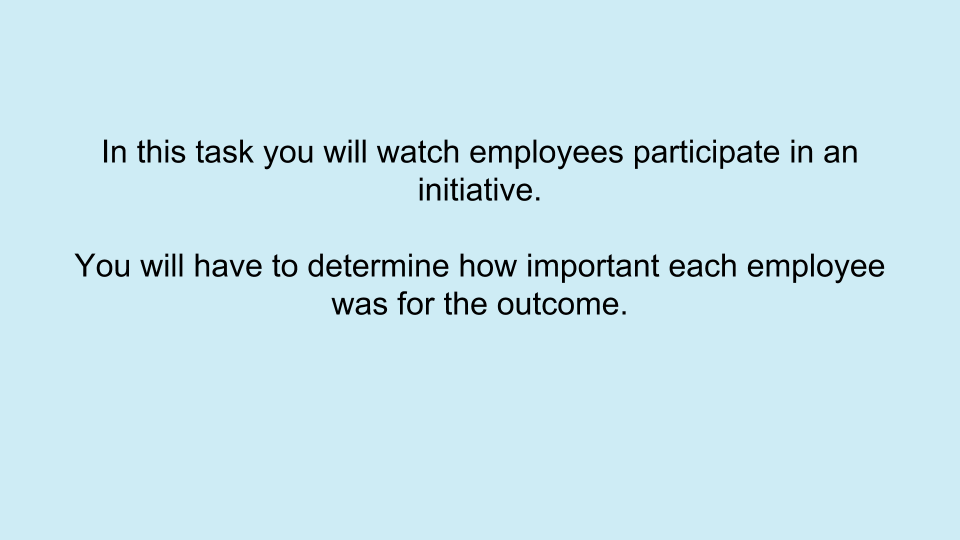 In this task you will watch employees participate in an
initiative.
You will have to determine how important each employee
was for the outcome.